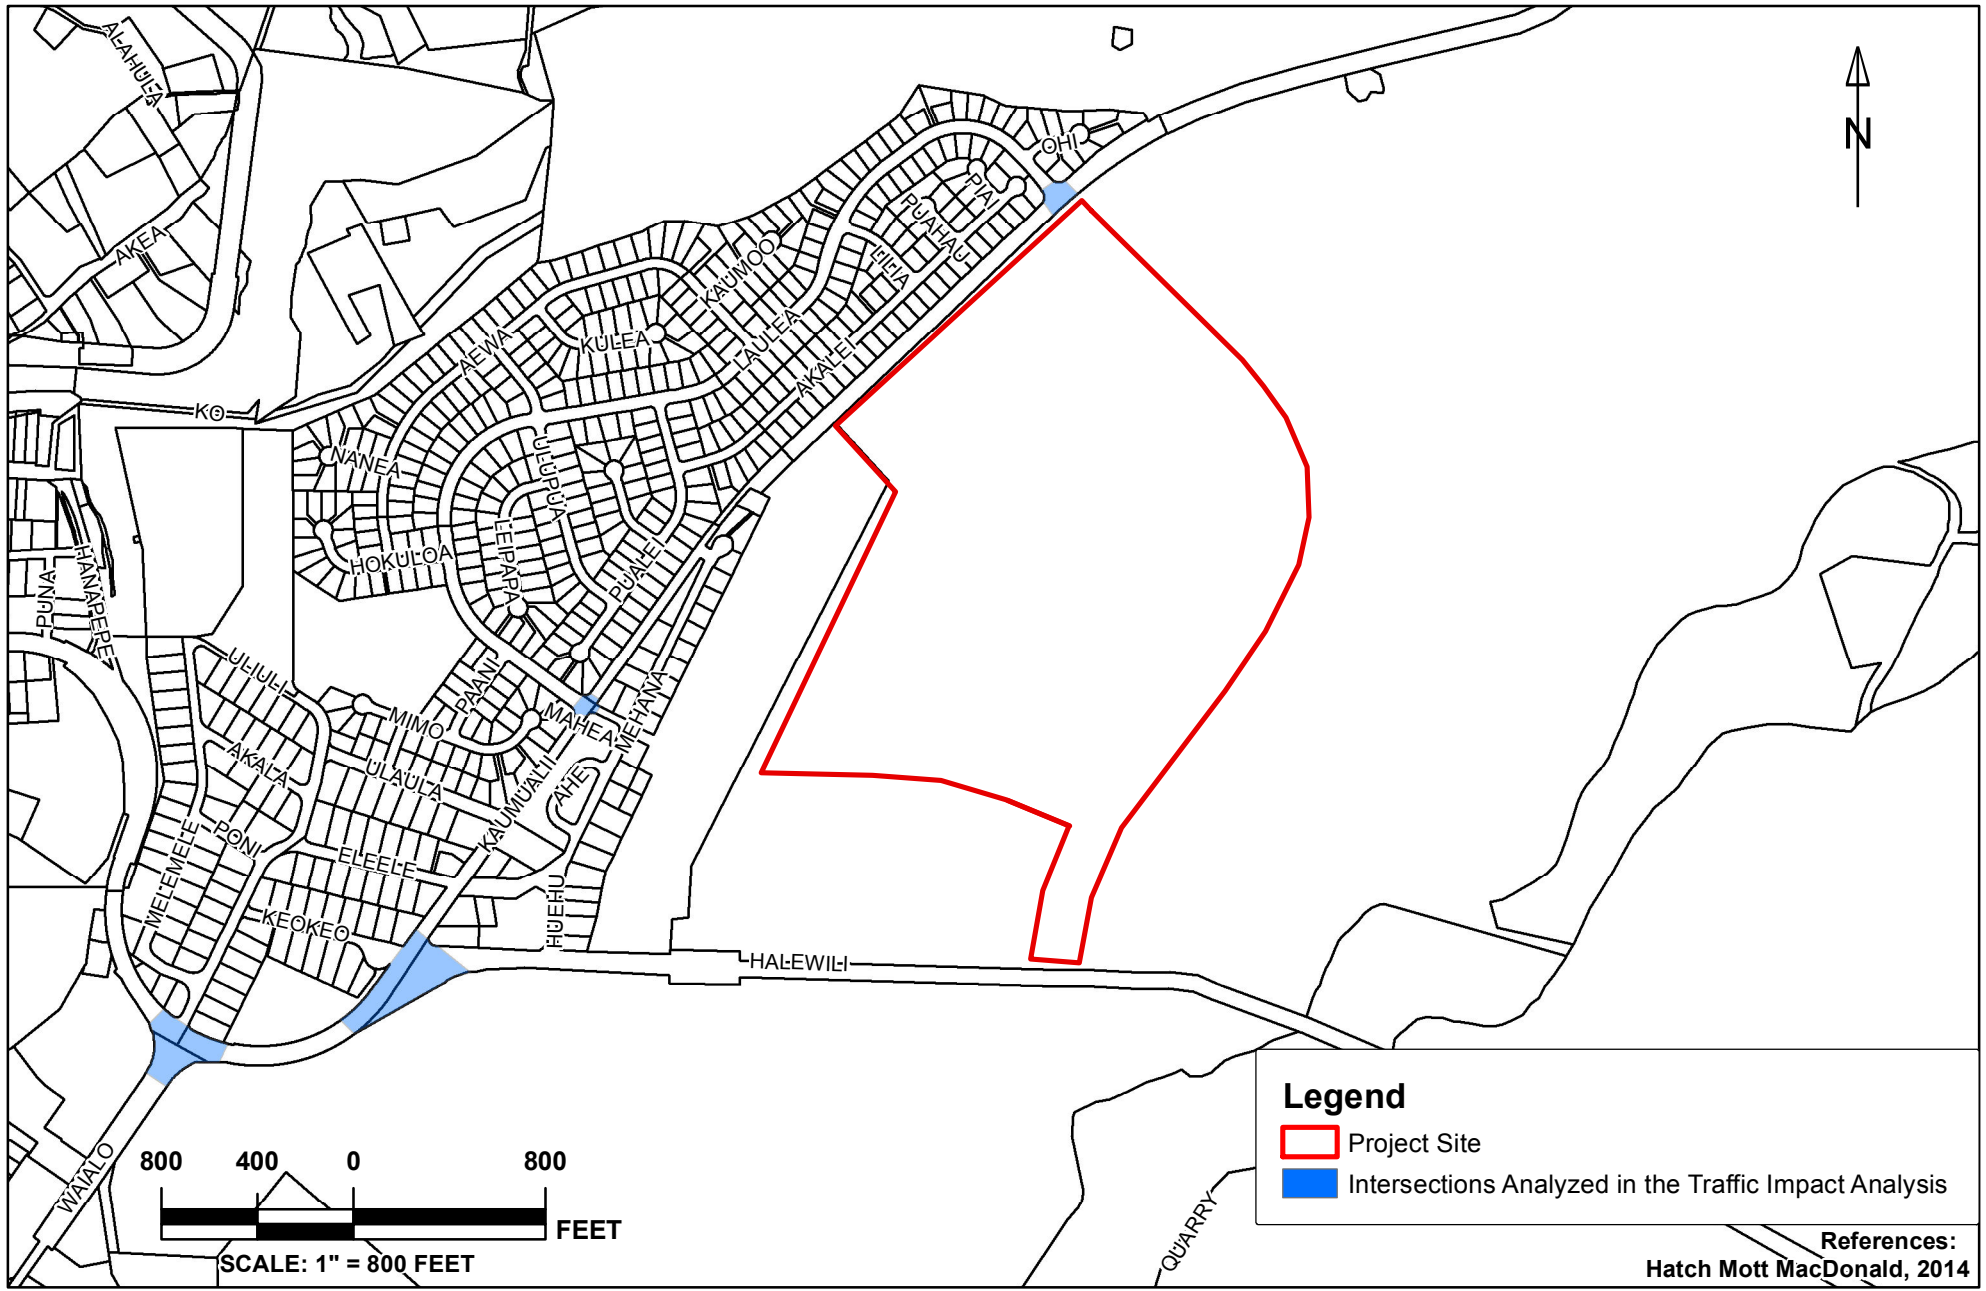 ALAHULA
N
OHI
PIAI
PUAHAU
AKEA
LILIA
KAUMOO
LAULEA
KULEA
AEWA
AKALEI
KO
NANEA
ULUPUA
LEIPAPA
HOKULOA
PUALEI
HANAPEPE
PUNA
ULIULI
PAANI
MEHANA
MAHEA
MIMO
AKALA
ULAULA
AHE
KAUMUALII
PONI
ELEELE
MELEMELE
HUEHU
KEOKEO
HALEWILI
WAIALO
QUARRY
Legend
Project Site
Intersections Analyzed in the Traffic Impact Analysis
800 400 0 800
FEET
SCALE: 1" = 800 FEET
References:
Hatch Mott MacDonald, 2014